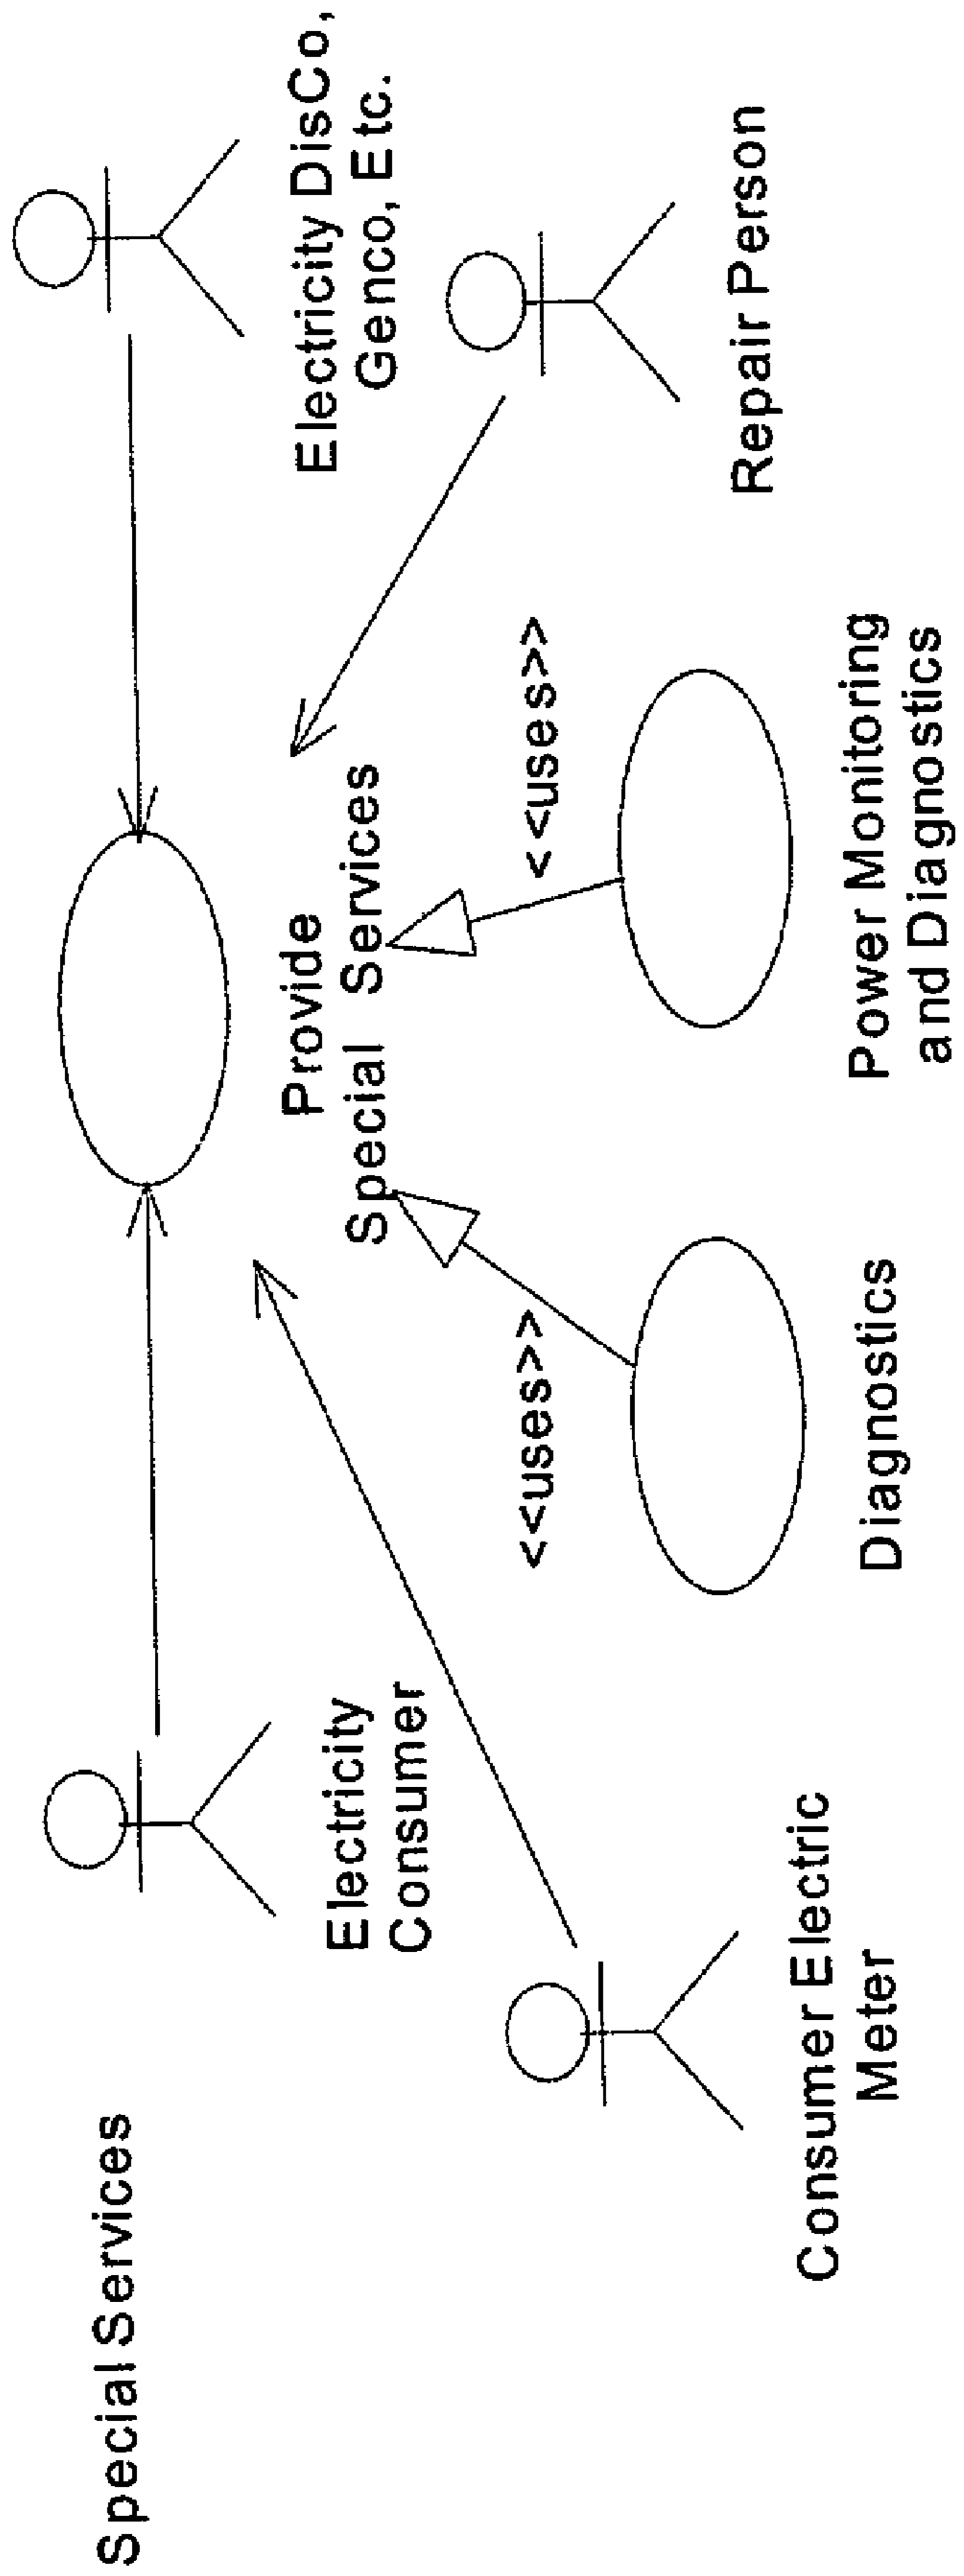 Special Services
Electricity
Consumer
Electricity DisCo,
Genco, Etc.
Provide
Special Services
Consumer Electric
Meter
<<uses>>
<<uses>>
Repair Person
Diagnostics
Power Monitoring
and Diagnostics